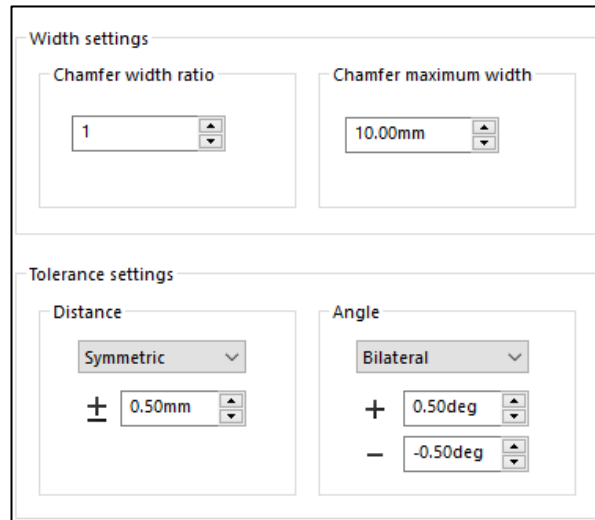 Width settings
Chamfer width ratio
1
Chamfer maximum width
10.00mm
Tolerance settings
Distance
Symmetric
± 0.50mm
Angle
Bilateral
+ 0.50deg
− -0.50deg